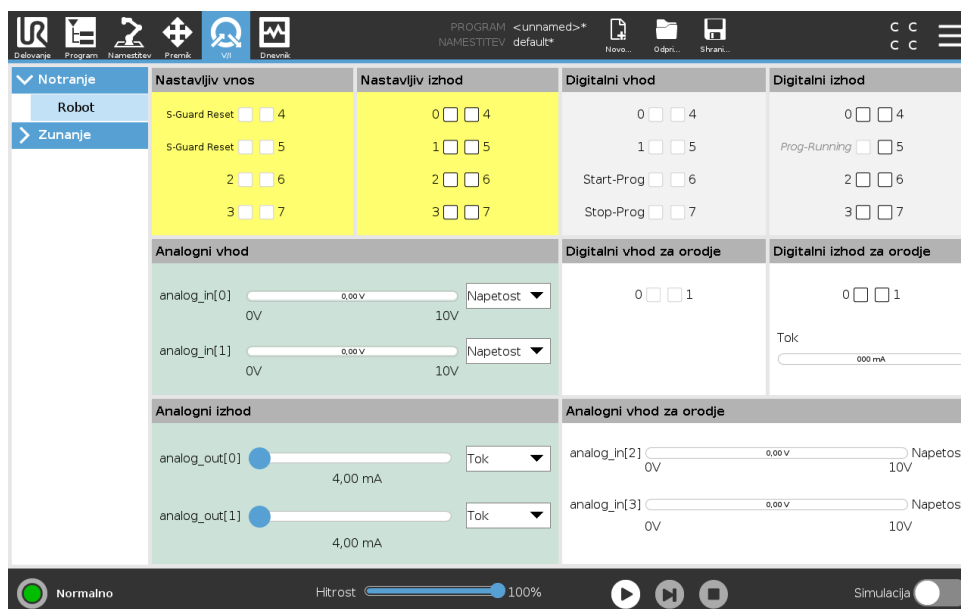 PROGRAM <unnamed>*
NAMESTITEV default*
C C
C C
Delovanje Program Namestitev Premik V/I Dnevnik Novo... Odpri... Shrani...
Notranje
Robot
Zunanje
Nastavljiv vnos
S-Guard Reset 4
S-Guard Reset 5
2 6
3 7
Nastavljiv izhod
0 4
1 5
2 6
3 7
Digitalni vhod
0 4
1 5
Start-Prog 6
Stop-Prog 7
Digitalni izhod
0 4
Prog-Running 5
2 6
3 7
Analogni vhod
analog_in[0] 0,00 V Napetost
0V 10V
analog_in[1] 0,00 V Napetost
0V 10V
Digitalni vhod za orodje
0 1
Digitalni izhod za orodje
0 1
Tok
000 mA
Analogni izhod
analog_out[0] Tok
4,00 mA
analog_out[1] Tok
4,00 mA
Analogni vhod za orodje
analog_in[2] 0,00 V Napetos
0V 10V
analog_in[3] 0,00 V Napetos
0V 10V
Normalno Hitrost 100% Simulacija